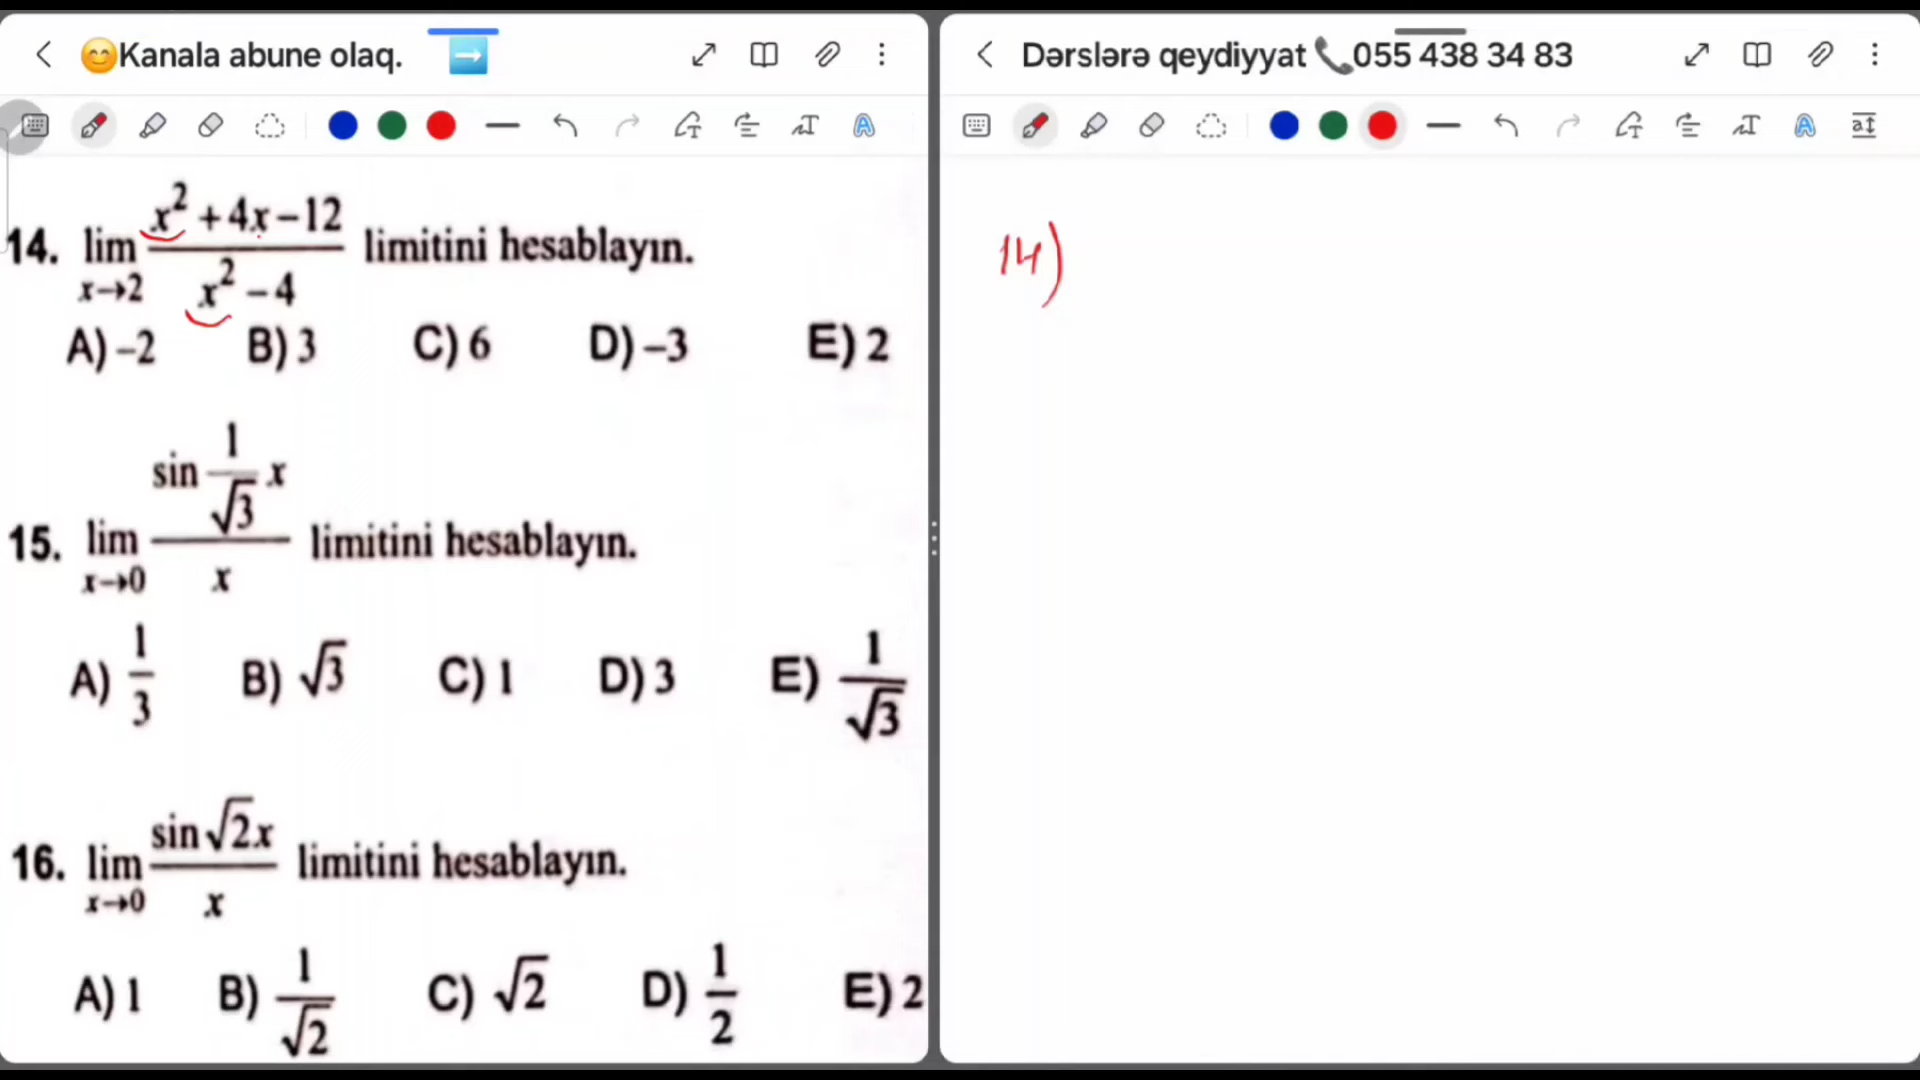 😊Kanala abune olaq. ➡️
14. lim x→2 (x² + 4x − 12)/(x² − 4) limitini hesablayın.
A) −2 B) 3 C) 6 D) −3 E) 2
15. lim x→0 (sin 1/√3 x)/x limitini hesablayın.
A) 1/3 B) √3 C) 1 D) 3 E) 1/√3
16. lim x→0 (sin √2x)/x limitini hesablayın.
A) 1 B) 1/√2 C) √2 D) 1/2 E) 2
Dərslərə qeydiyyat 📞055 438 34 83
14)